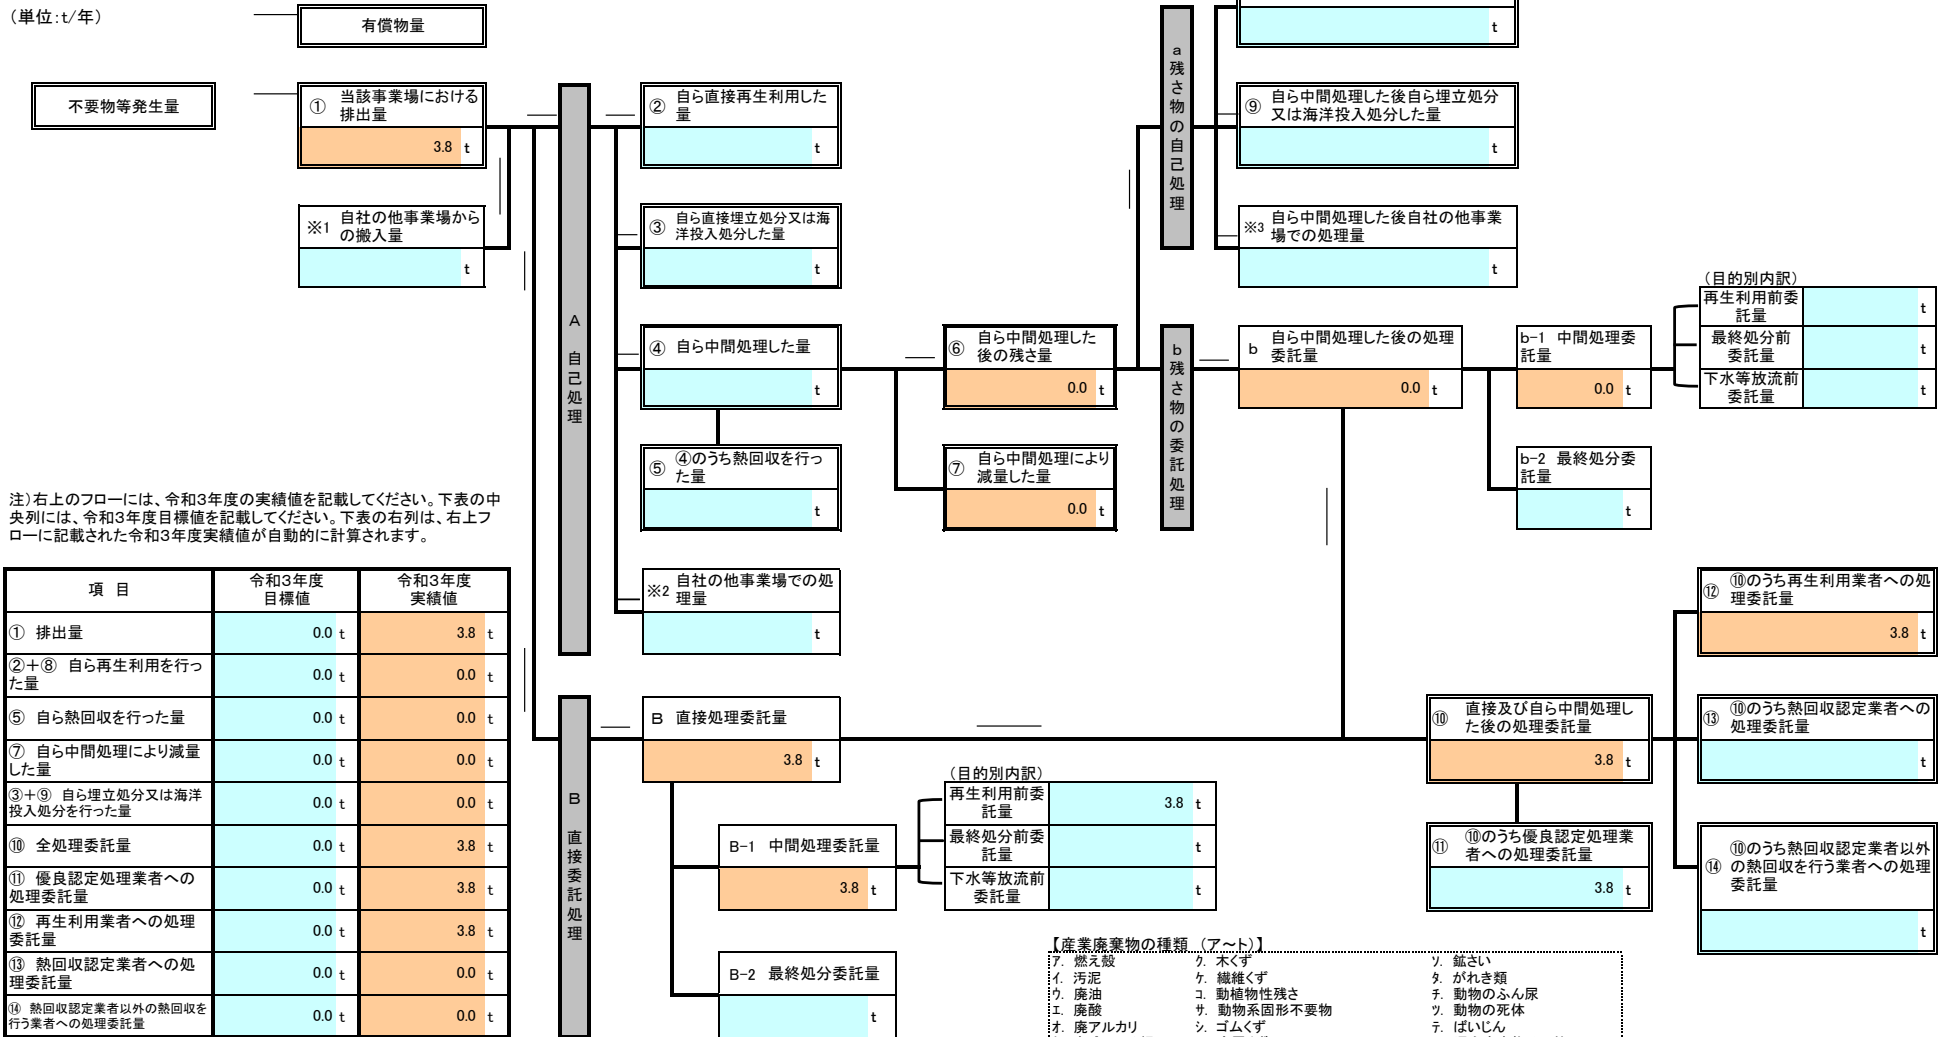 （単位：t/年）
有償物量
t
不要物等発生量
① 当該事業場における
排出量
3.8 t
※1 自社の他事業場から
の搬入量
t
A 自己処理
② 自ら直接再生利用した
量
t
③ 自ら直接埋立処分又は海
洋投入処分した量
t
④ 自ら中間処理した量
t
⑤ ④のうち熱回収を行っ
た量
t
※2 自社の他事業場での処
理量
t
⑥ 自ら中間処理した
後の残さ量
0.0 t
⑦ 自ら中間処理により
減量した量
0.0 t
a 残さ物の自己処理
⑨ 自ら中間処理した後自ら埋立処分
又は海洋投入処分した量
t
※3 自ら中間処理した後自社の他事業
場での処理量
t
b 残さ物の委託処理
b 自ら中間処理した後の処理
委託量
0.0 t
b-1 中間処理委
託量
0.0 t
b-2 最終処分委
託量
t
（目的別内訳）
再生利用前委
託量
t
最終処分前
委託量
t
下水等放流前
委託量
t
注）右上のフローには、令和3年度の実績値を記載してください。下表の中
央列には、令和3年度目標値を記載してください。下表の右列は、右上フ
ローに記載された令和3年度実績値が自動的に計算されます。
項 目
令和3年度
目標値
令和3年度
実績値
① 排出量 0.0 t 3.8 t
②＋⑧ 自ら再生利用を行っ
た量 0.0 t 0.0 t
⑤ 自ら熱回収を行った量 0.0 t 0.0 t
⑦ 自ら中間処理により減量
した量 0.0 t 0.0 t
③＋⑨ 自ら埋立処分又は海洋
投入処分を行った量 0.0 t 0.0 t
⑩ 全処理委託量 0.0 t 3.8 t
⑪ 優良認定処理業者への
処理委託量 0.0 t 3.8 t
⑫ 再生利用業者への処理
委託量 0.0 t 3.8 t
⑬ 熱回収認定業者への処
理委託量 0.0 t 0.0 t
⑭ 熱回収認定業者以外の熱回収を
行う業者への処理委託量 0.0 t 0.0 t
B 直接委託処理
B 直接処理委託量
3.8 t
B-1 中間処理委託量
3.8 t
B-2 最終処分委託量
t
（目的別内訳）
再生利用前委
託量
3.8 t
最終処分前委
託量
t
下水等放流前
委託量
t
⑩ 直接及び自ら中間処理し
た後の処理委託量
3.8 t
⑪ ⑩のうち優良認定処理業
者への処理委託量
3.8 t
⑫ ⑩のうち再生利用業者への処
理委託量
3.8 t
⑬ ⑩のうち熱回収認定業者への
処理委託量
t
⑭ ⑩のうち熱回収認定業者以外
の熱回収を行う業者への処理
委託量
t
【産業廃棄物の種類 （ア～ト）】
ｱ. 燃え殻 ｸ. 木くず ｿ. 鉱さい
ｲ. 汚泥 ｹ. 繊維くず ﾀ. がれき類
ｳ. 廃油 ｺ. 動植物性残さ ﾁ. 動物のふん尿
ｴ. 廃酸 ｻ. 動物系固形不要物 ﾂ. 動物の死体
ｵ. 廃アルカリ ｼ. ゴムくず ﾃ. ばいじん